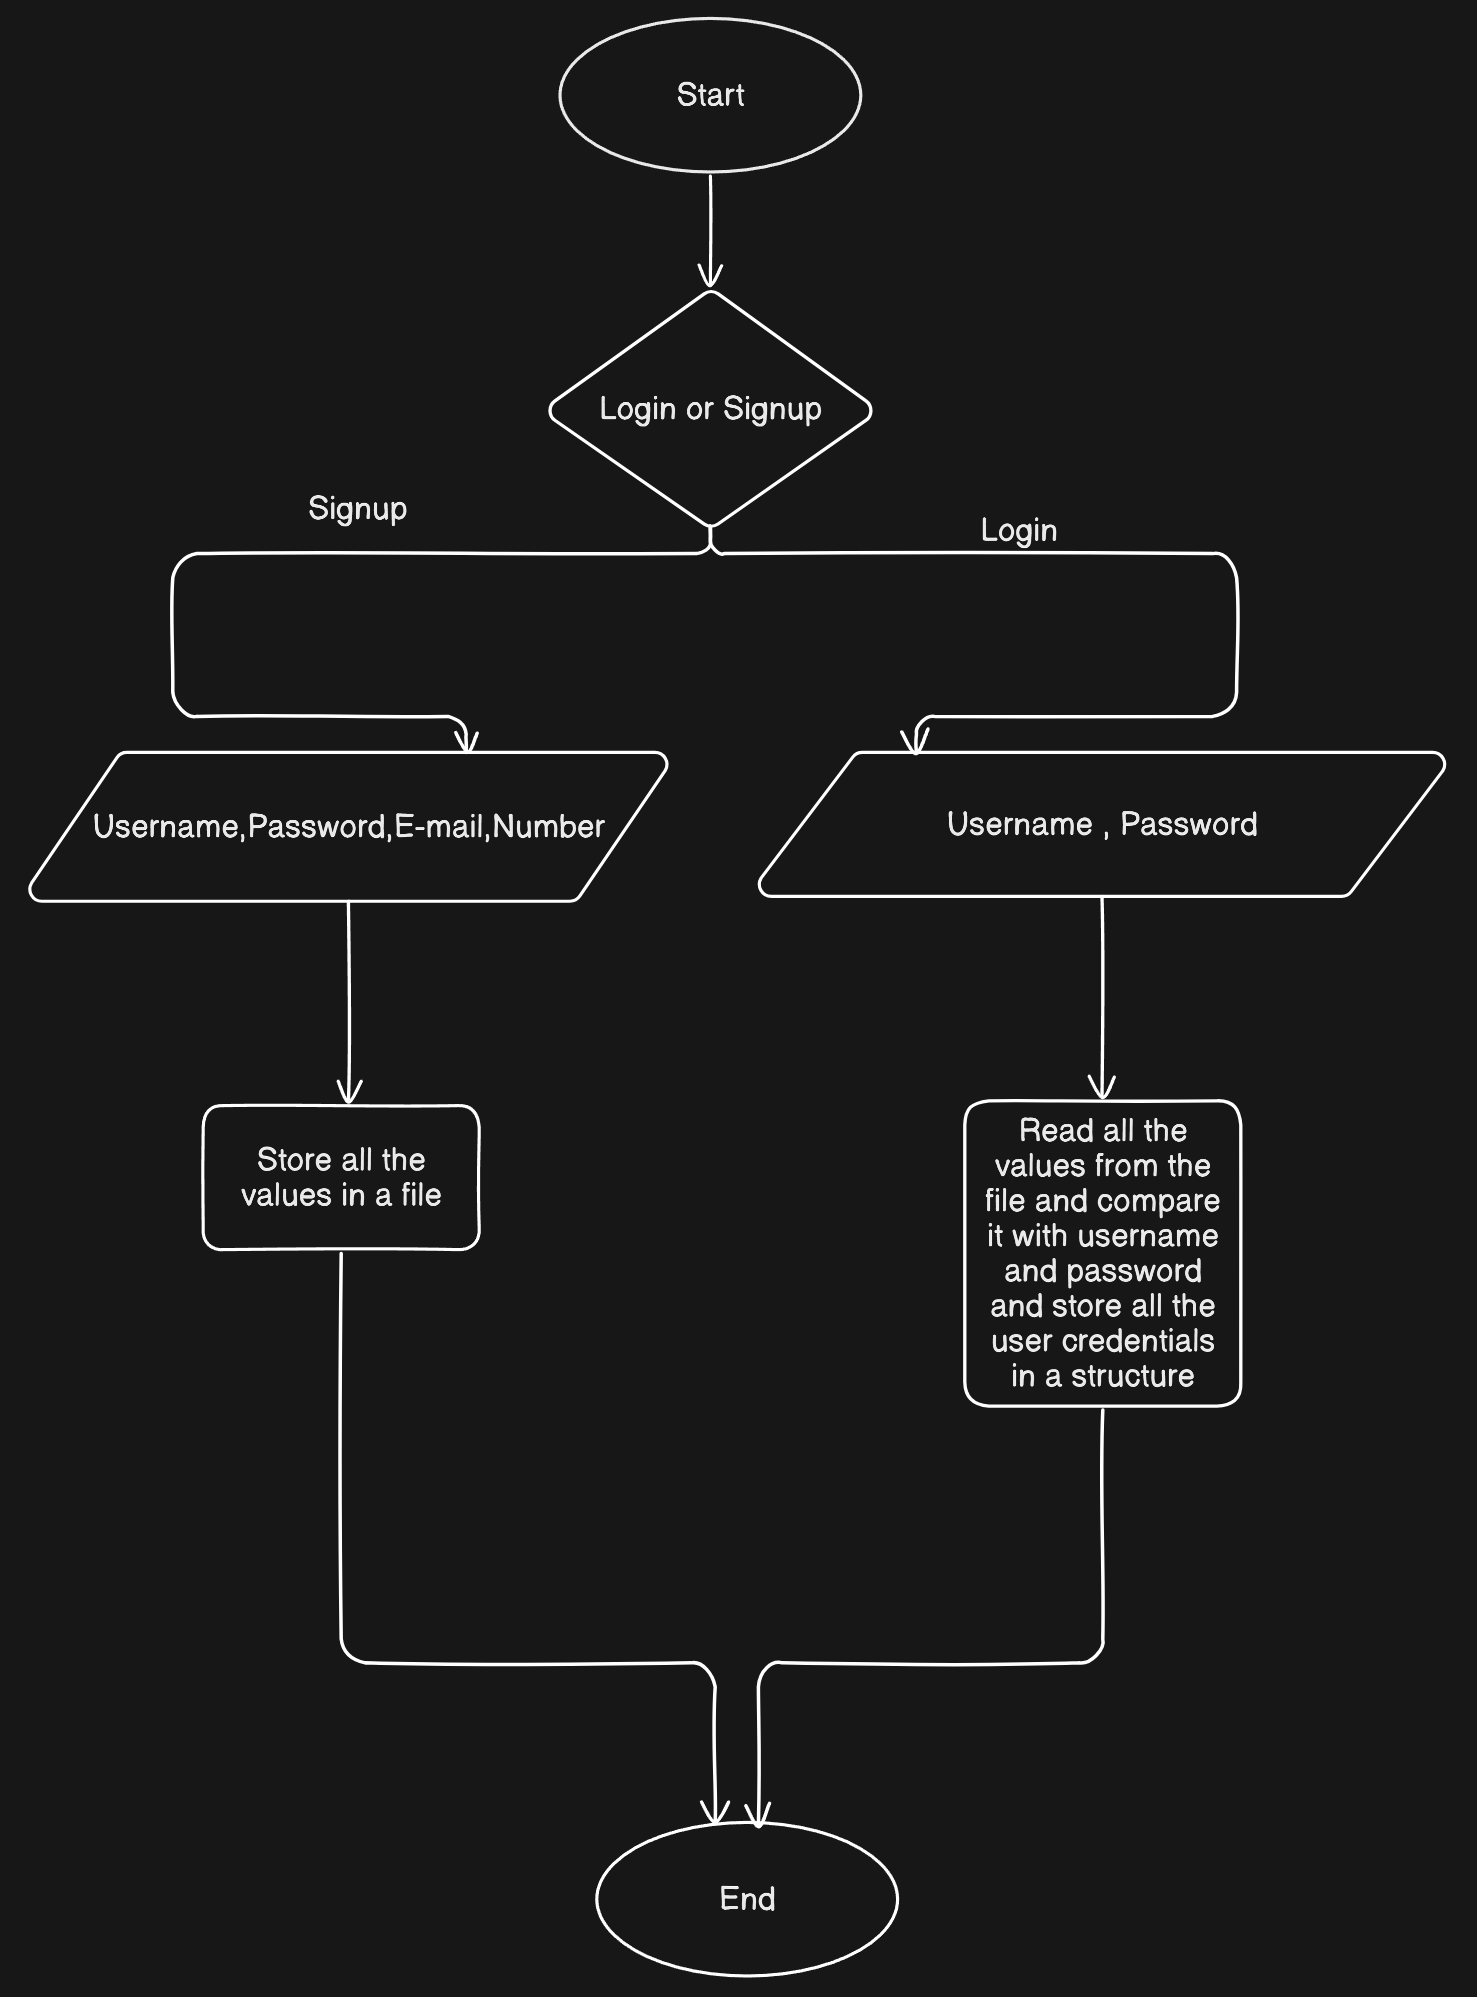 Start
Login or Signup
Signup
Login
Username,Password,E-mail,Number
Username , Password
Store all the
values in a file
Read all the
values from the
file and compare
it with username
and password
and store all the
user credentials
in a structure
End